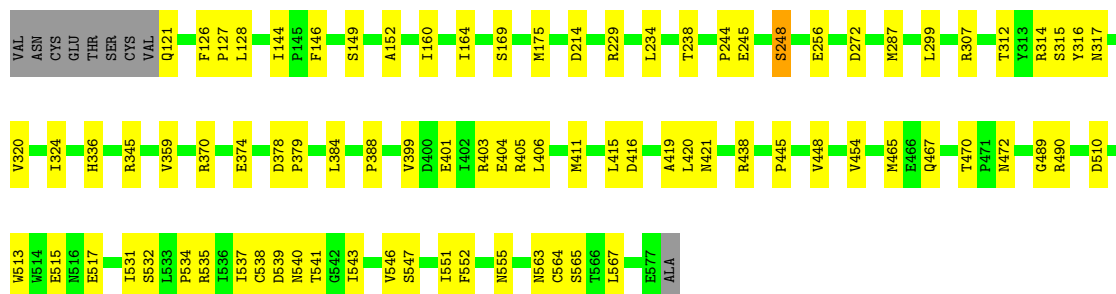 VAL ASN CYS GLU THR SER CYS VAL Q121 F126 P127 L128 I144 P145 F146 S149 A152 I160 I164 S169 M175 D214 R229 L234 T238 P244 E245 S248 E256 D272 M287 L299 R307 T312 Y313 R314 S315 Y316 N317
V320 I324 H336 R345 V359 R370 E374 D378 P379 L384 P388 V399 D400 E401 I402 R403 E404 R405 L406 M411 L415 D416 A419 L420 N421 R438 P445 V448 V454 M465 E466 Q467 T470 P471 N472 G489 R490 D510
W513 W514 E515 N516 E517 I531 S532 L533 P534 R535 I536 I537 C538 D539 N540 T541 G542 I543 V546 S547 I551 F552 N555 N563 C564 S565 T566 L567 E577 ALA